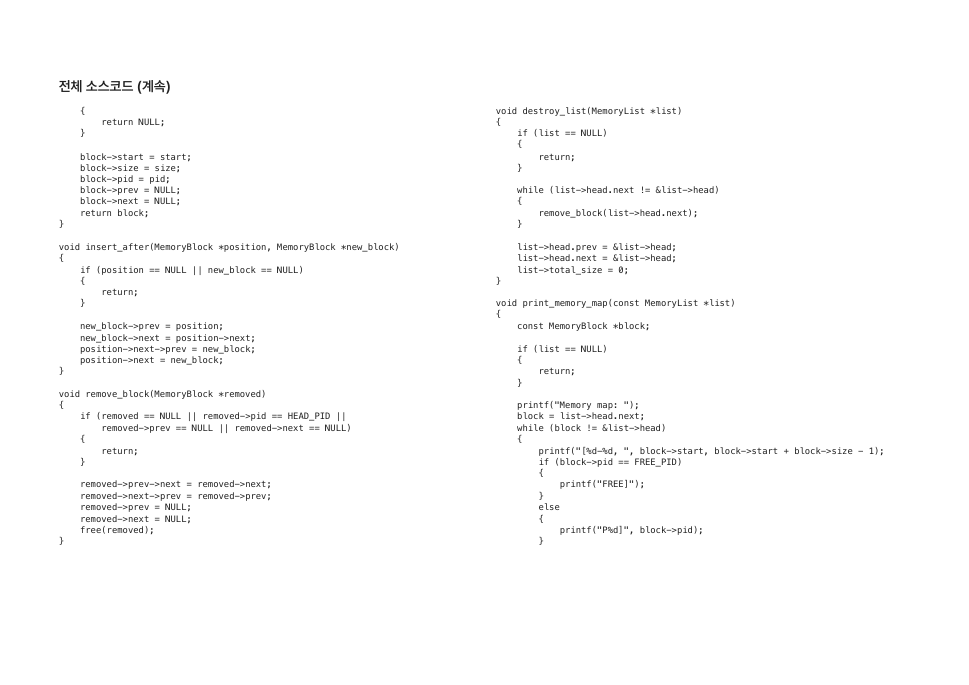 전체 소스코드 (계속)
    {
        return NULL;
    }

    block->start = start;
    block->size = size;
    block->pid = pid;
    block->prev = NULL;
    block->next = NULL;
    return block;
}

void insert_after(MemoryBlock *position, MemoryBlock *new_block)
{
    if (position == NULL || new_block == NULL)
    {
        return;
    }

    new_block->prev = position;
    new_block->next = position->next;
    position->next->prev = new_block;
    position->next = new_block;
}

void remove_block(MemoryBlock *removed)
{
    if (removed == NULL || removed->pid == HEAD_PID ||
        removed->prev == NULL || removed->next == NULL)
    {
        return;
    }

    removed->prev->next = removed->next;
    removed->next->prev = removed->prev;
    removed->prev = NULL;
    removed->next = NULL;
    free(removed);
}

void destroy_list(MemoryList *list)
{
    if (list == NULL)
    {
        return;
    }

    while (list->head.next != &list->head)
    {
        remove_block(list->head.next);
    }

    list->head.prev = &list->head;
    list->head.next = &list->head;
    list->total_size = 0;
}

void print_memory_map(const MemoryList *list)
{
    const MemoryBlock *block;

    if (list == NULL)
    {
        return;
    }

    printf("Memory map: ");
    block = list->head.next;
    while (block != &list->head)
    {
        printf("[%d-%d, ", block->start, block->start + block->size - 1);
        if (block->pid == FREE_PID)
        {
            printf("FREE]");
        }
        else
        {
            printf("P%d]", block->pid);
        }